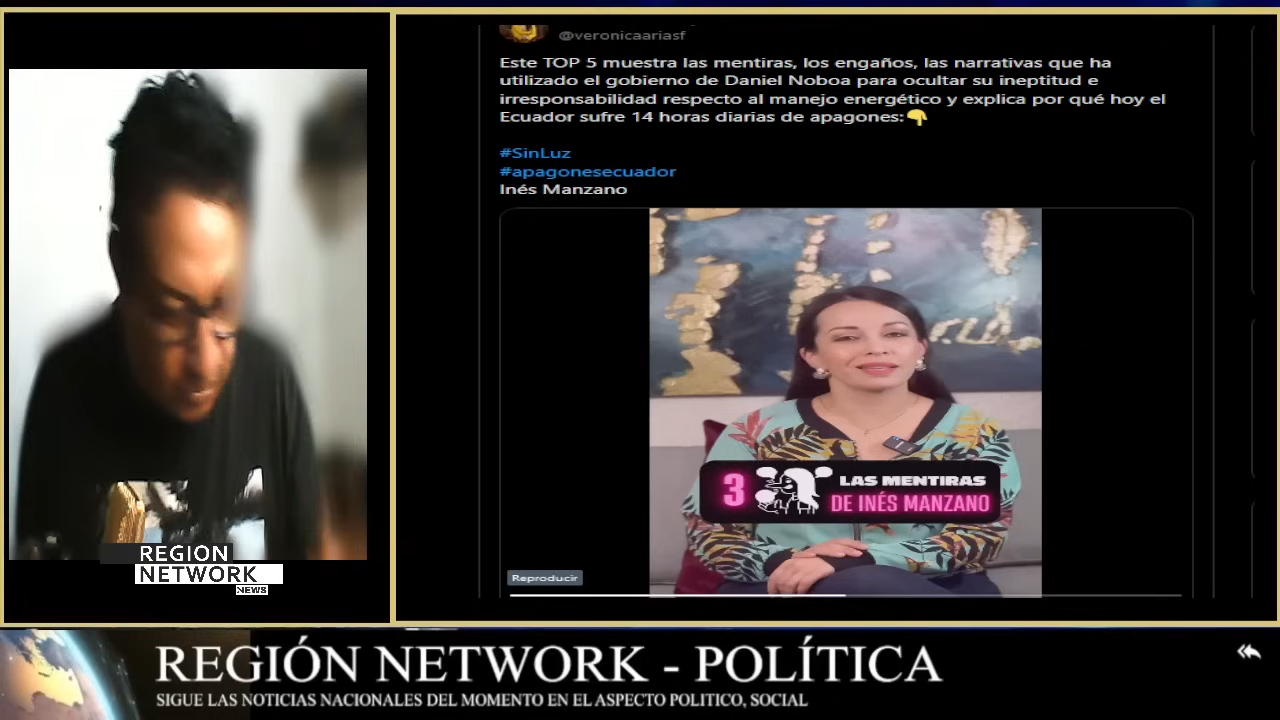 @veronicaariasf
Este TOP 5 muestra las mentiras, los engaños, las narrativas que ha
utilizado el gobierno de Daniel Noboa para ocultar su ineptitud e
irresponsabilidad respecto al manejo energético y explica por qué hoy el
Ecuador sufre 14 horas diarias de apagones:👇
#SinLuz
#apagonesecuador
Inés Manzano
3
LAS MENTIRAS
DE INÉS MANZANO
Reproducir
REGION
NETWORK
NEWS
REGIÓN NETWORK - POLÍTICA
SIGUE LAS NOTICIAS NACIONALES DEL MOMENTO EN EL ASPECTO POLITICO, SOCIAL